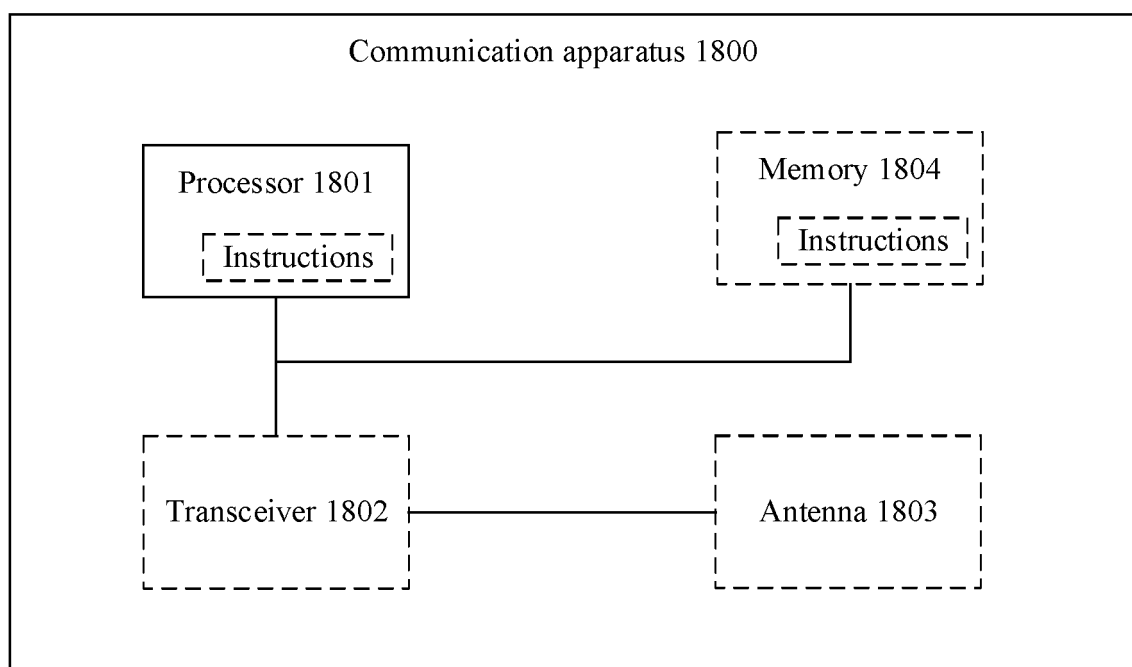 Communication apparatus 1800
Processor 1801
Instructions
Memory 1804
Instructions
Transceiver 1802
Antenna 1803